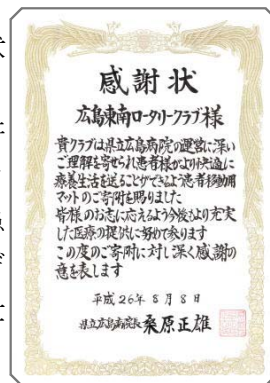 感謝状
広島東南ロータリークラブ様
貴クラブは県立広島病院の運営に深い
ご理解を寄せられ患者様がより快適に
療養生活を送ることができるよう患者移動用
マットのご寄附を賜りました
皆様のお志に応えるよう今後より充実
した医療の提供に努めて参ります
この度のご寄附に対し深く感謝の
意を表します
平成26年8月8日
県立広島病院長 桑原正雄